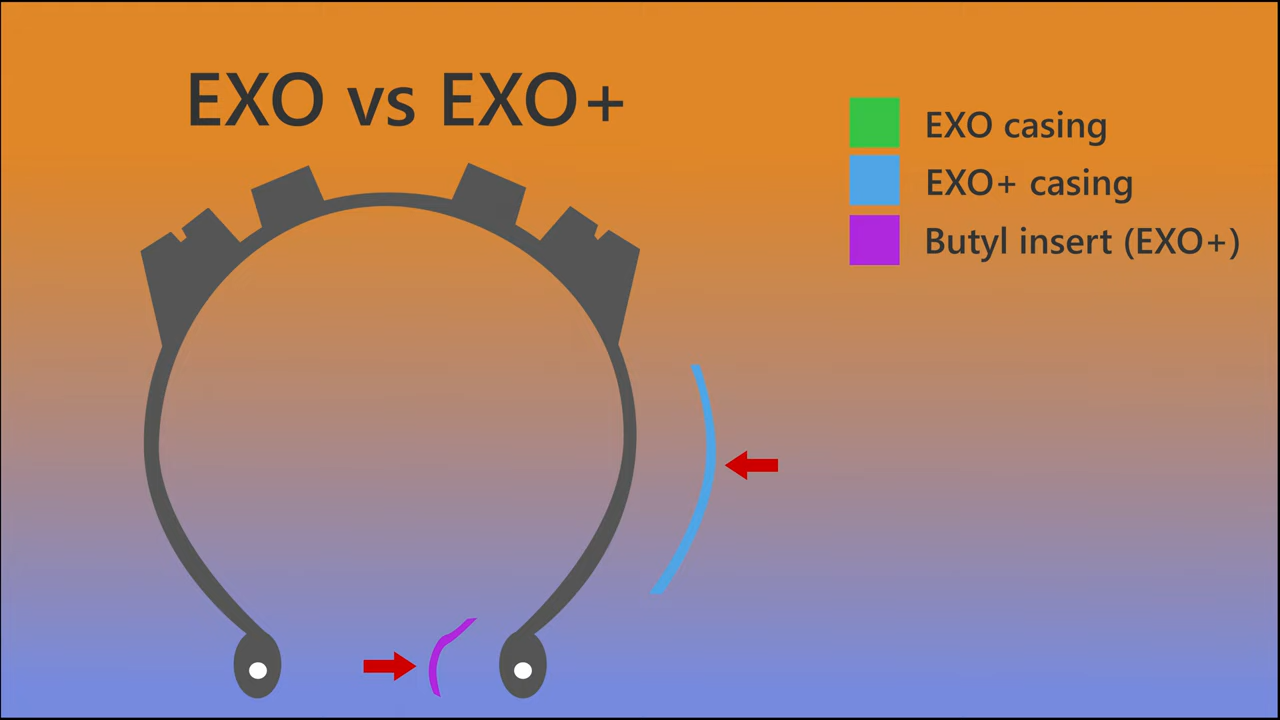 EXO vs EXO+
EXO casing
EXO+ casing
Butyl insert (EXO+)